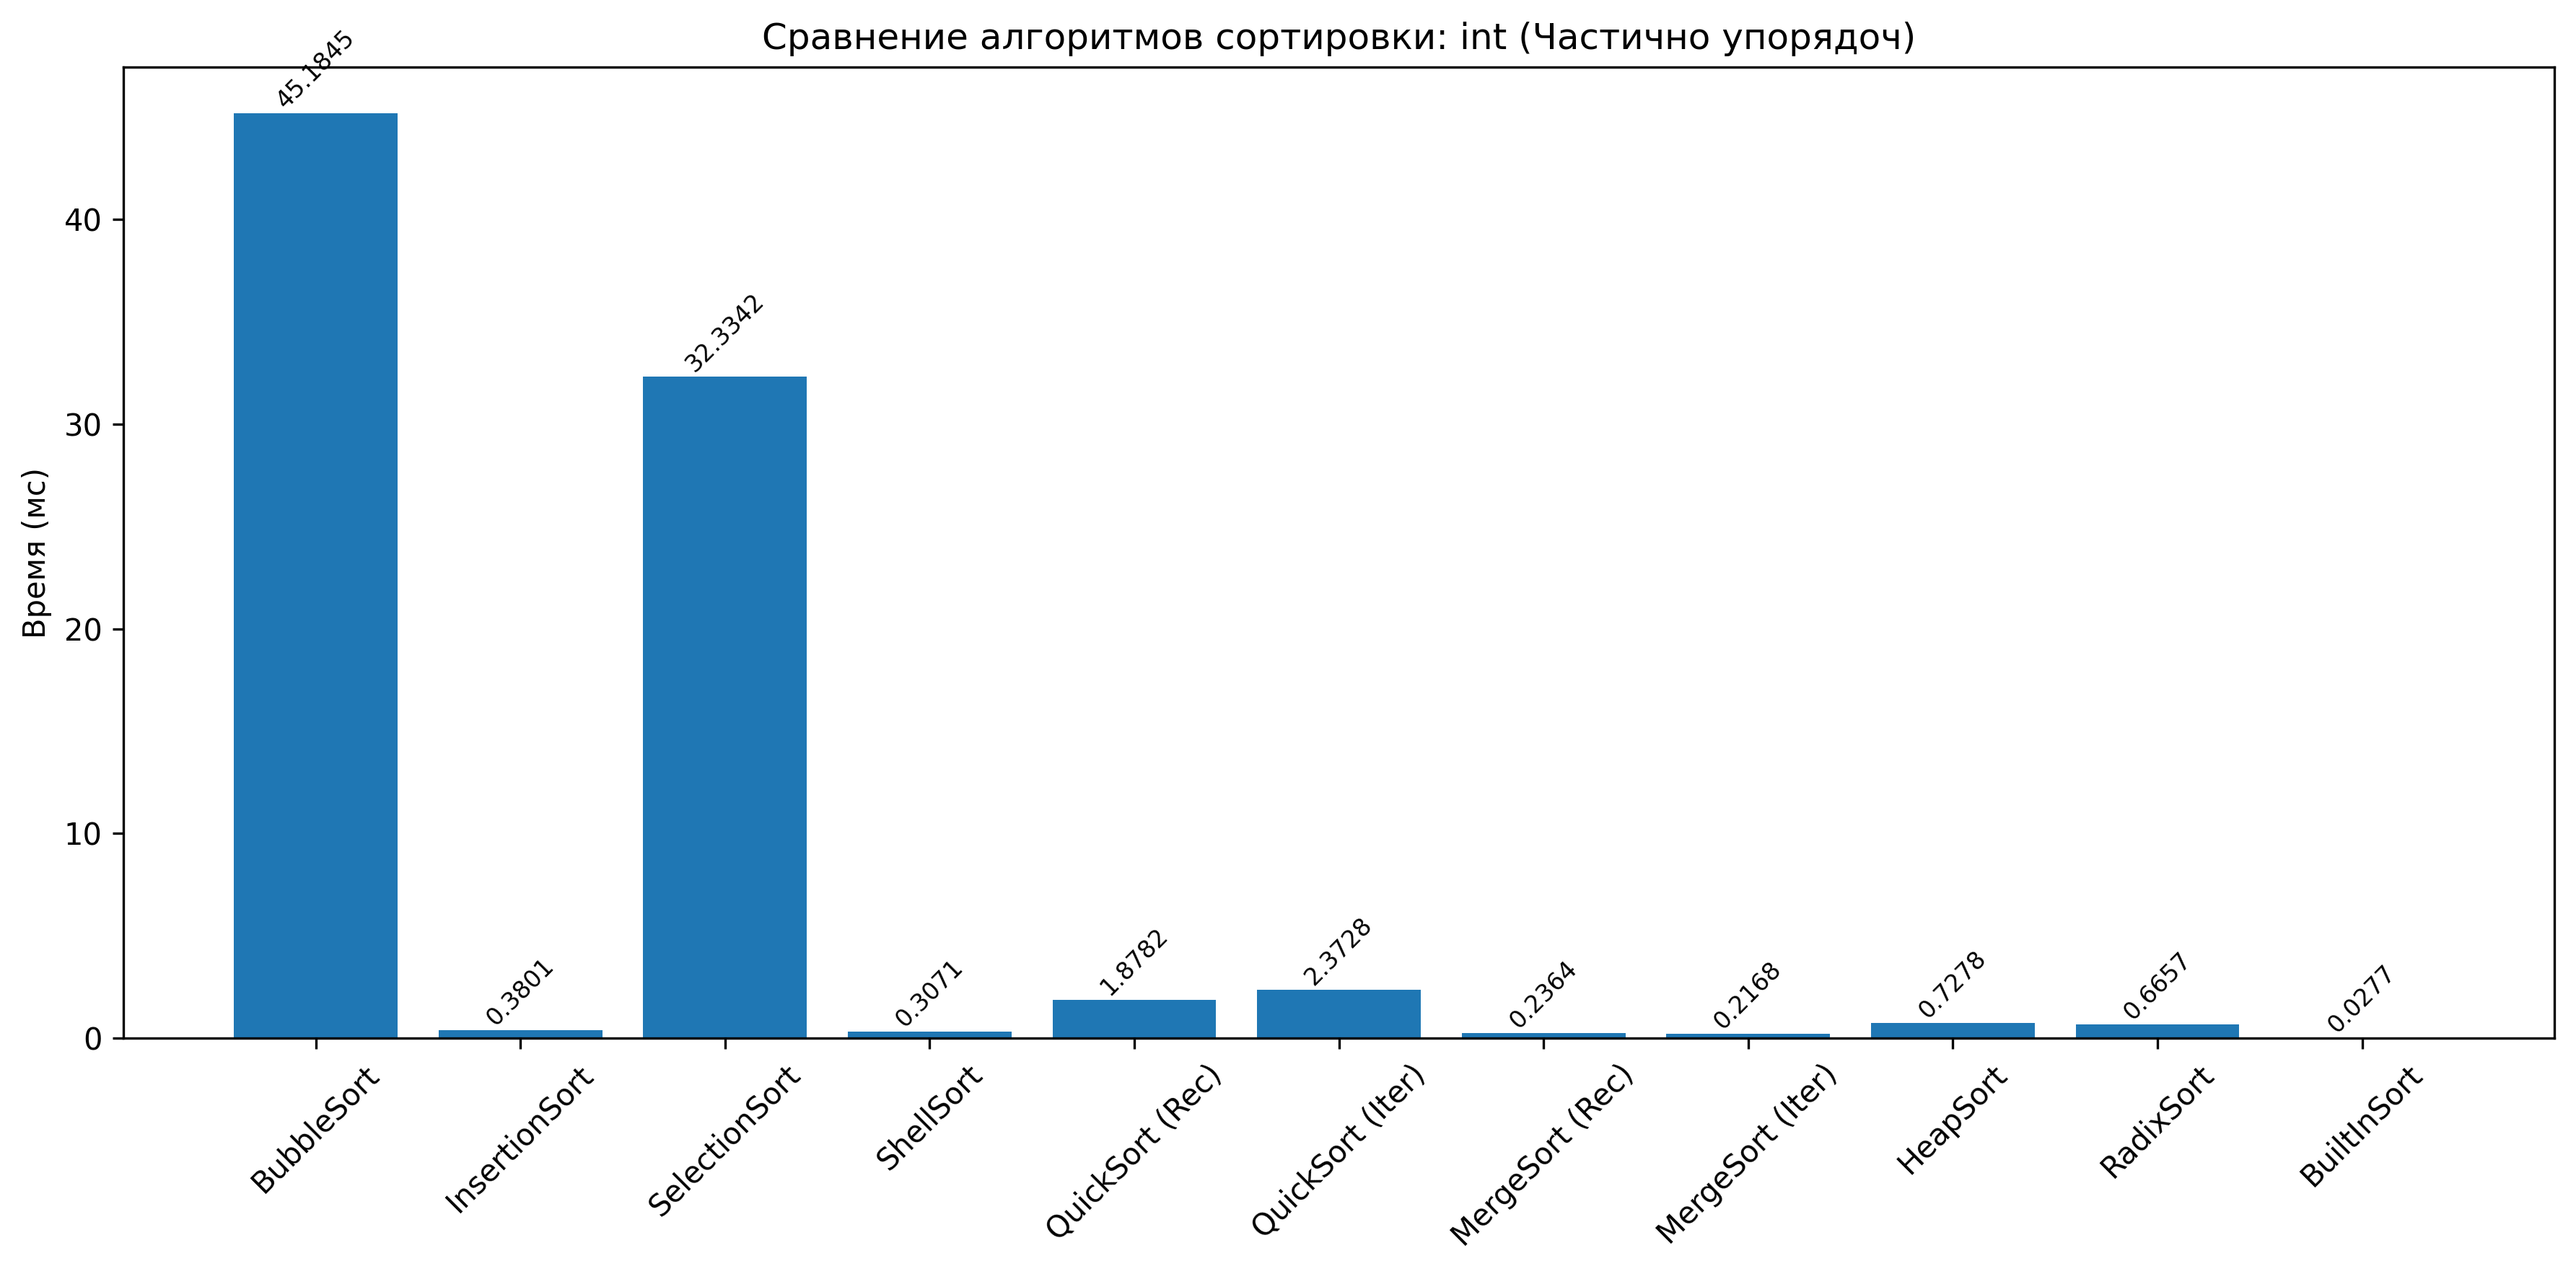 Сравнение алгоритмов сортировки: int (Частично упорядоч)
Время (мс)
40
30
20
10
0
45.1845
0.3801
32.3342
0.3071
1.8782
2.3728
0.2364
0.2168
0.7278
0.6657
0.0277
BubbleSort
InsertionSort
SelectionSort
ShellSort
QuickSort (Rec)
QuickSort (Iter)
MergeSort (Rec)
MergeSort (Iter)
HeapSort
RadixSort
BuiltInSort